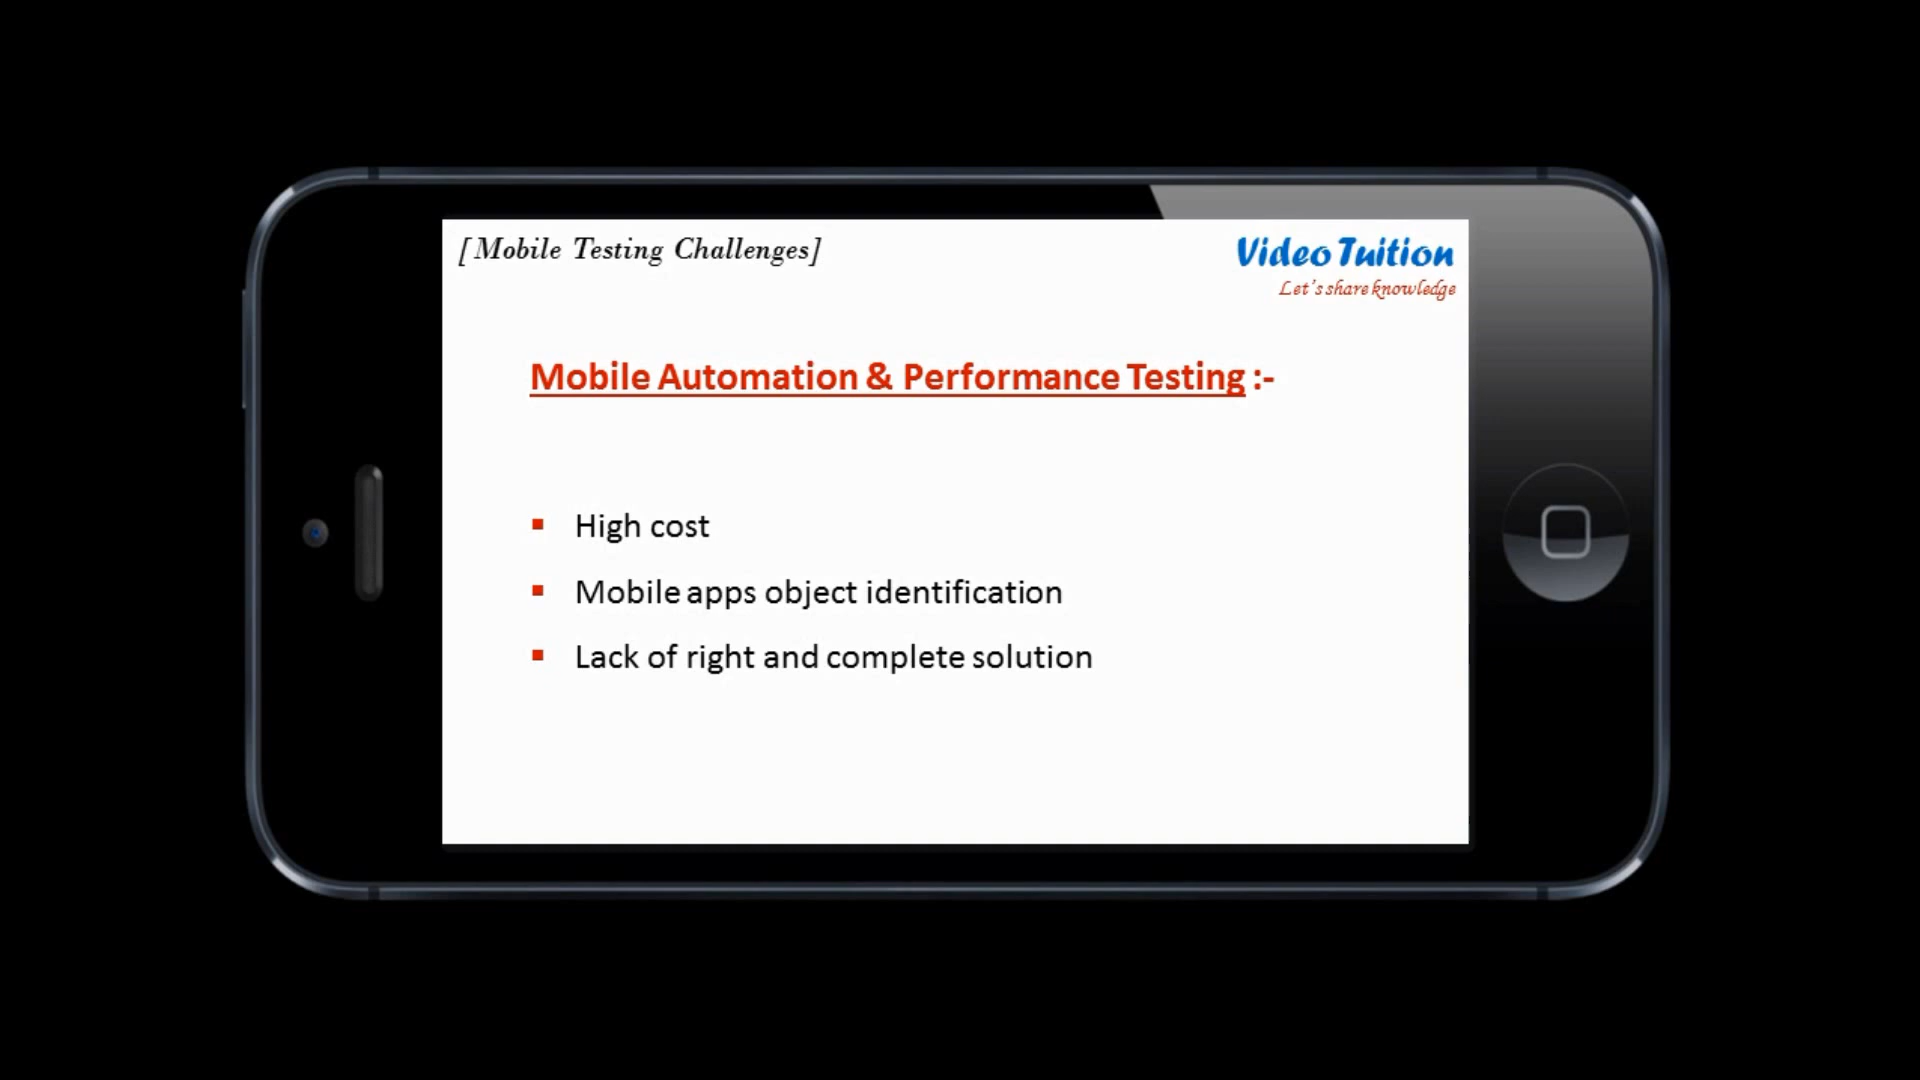 [Mobile Testing Challenges]
Video Tuition
Let's share knowledge
Mobile Automation & Performance Testing :-
▪ High cost
▪ Mobile apps object identification
▪ Lack of right and complete solution